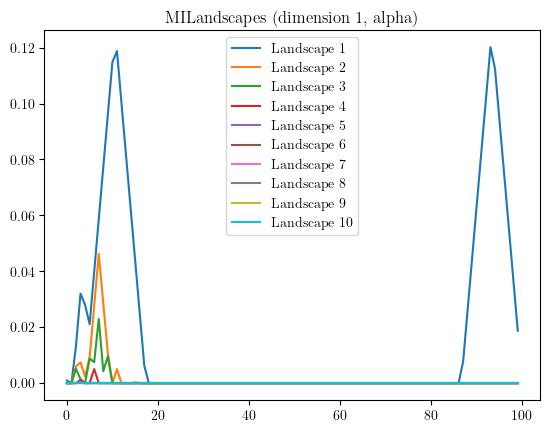 MILandscapes (dimension 1, alpha)
0.12
0.10
0.08
0.06
0.04
0.02
0.00
Landscape 1
Landscape 2
Landscape 3
Landscape 4
Landscape 5
Landscape 6
Landscape 7
Landscape 8
Landscape 9
Landscape 10
0 20 40 60 80 100